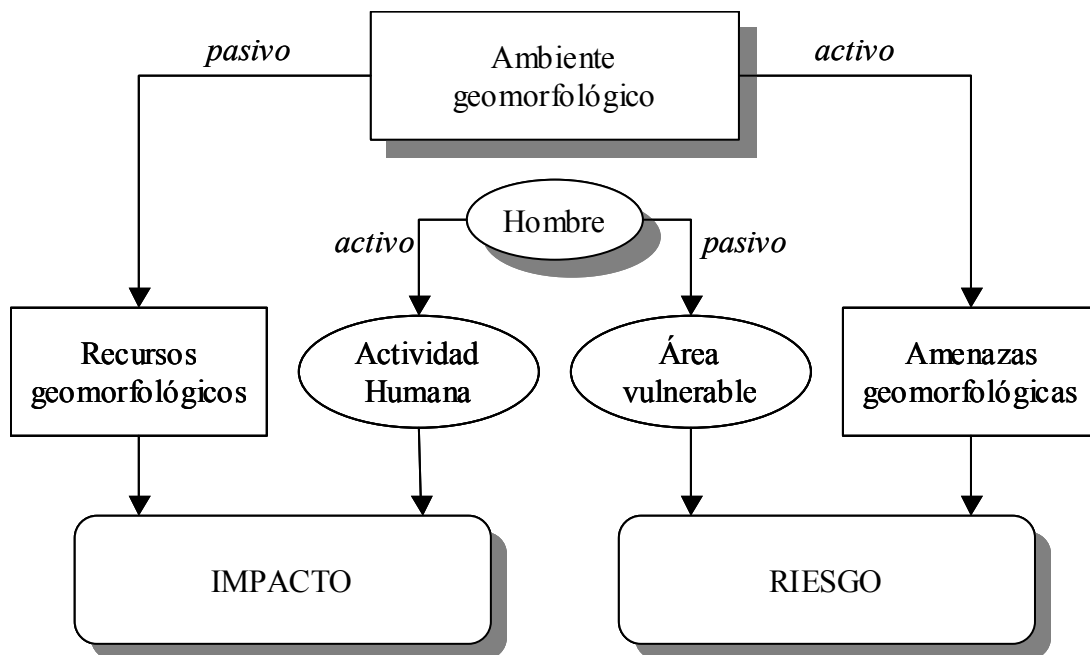 pasivo
Ambiente
geomorfológico
activo
Hombre
activo
pasivo
Recursos
geomorfológicos
Actividad
Humana
Área
vulnerable
Amenazas
geomorfológicas
IMPACTO
RIESGO